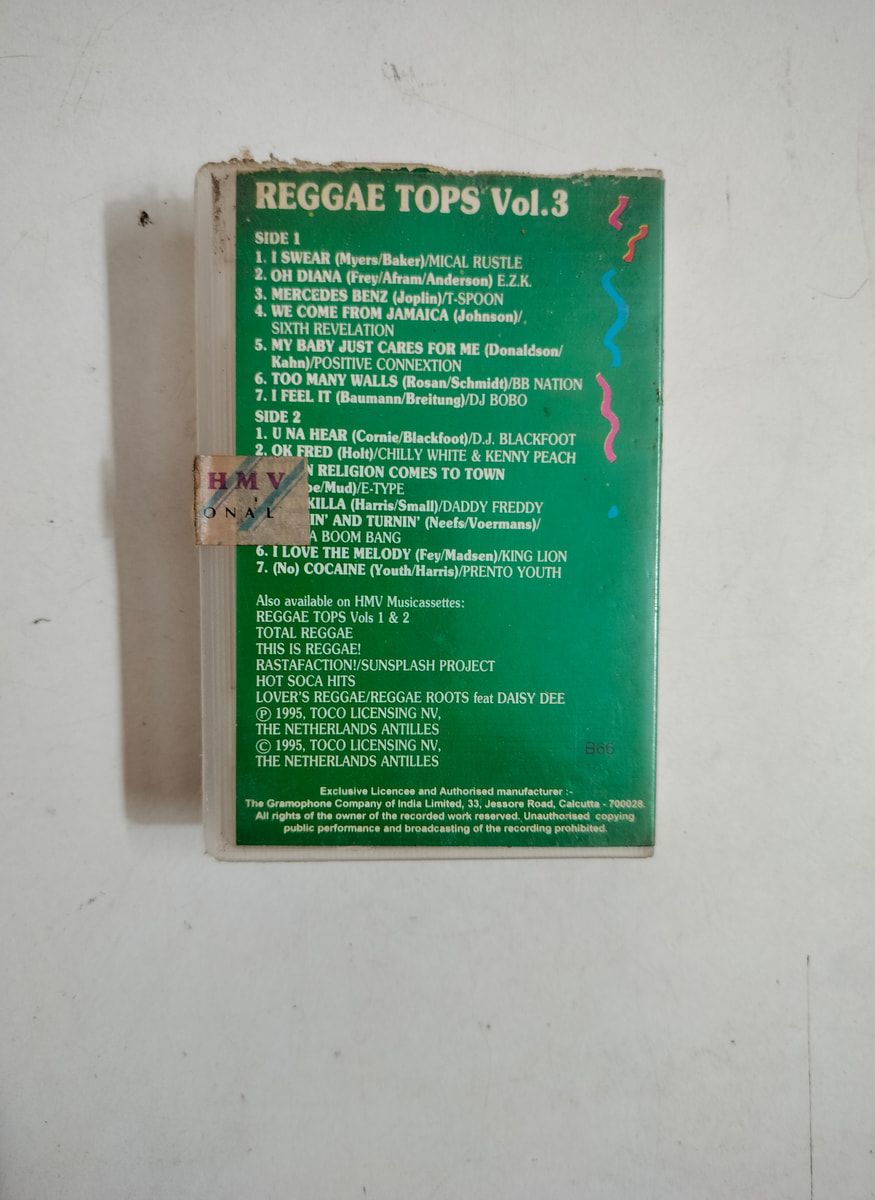 REGGAE TOPS Vol.3
SIDE 1
1. I SWEAR (Myers/Baker)/MICAL RUSTLE
2. OH DIANA (Frey/Afram/Anderson) E.Z.K.
3. MERCEDES BENZ (Joplin)/T-SPOON
4. WE COME FROM JAMAICA (Johnson)/
SIXTH REVELATION
5. MY BABY JUST CARES FOR ME (Donaldson/
Kahn)/POSITIVE CONNEXTION
6. TOO MANY WALLS (Rosan/Schmidt)/BB NATION
7. I FEEL IT (Baumann/Breitung)/DJ BOBO
SIDE 2
1. U NA HEAR (Cornie/Blackfoot)/D.J. BLACKFOOT
2. OK FRED (Holt)/CHILLY WHITE & KENNY PEACH
RELIGION COMES TO TOWN
/Mud)/E-TYPE
KILLA (Harris/Small)/DADDY FREDDY
IN' AND TURNIN' (Neefs/Voermans)/
A BOOM BANG
6. I LOVE THE MELODY (Fey/Madsen)/KING LION
7. (No) COCAINE (Youth/Harris)/PRENTO YOUTH
HMV
ONAL
Also available on HMV Musicassettes:
REGGAE TOPS Vols 1 & 2
TOTAL REGGAE
THIS IS REGGAE!
RASTAFACTION!/SUNSPLASH PROJECT
HOT SOCA HITS
LOVER'S REGGAE/REGGAE ROOTS feat DAISY DEE
℗ 1995, TOCO LICENSING NV,
THE NETHERLANDS ANTILLES
© 1995, TOCO LICENSING NV,
THE NETHERLANDS ANTILLES
B66
Exclusive Licencee and Authorised manufacturer :-
The Gramophone Company of India Limited, 33, Jessore Road, Calcutta - 700028.
All rights of the owner of the recorded work reserved. Unauthorised copying
public performance and broadcasting of the recording prohibited.